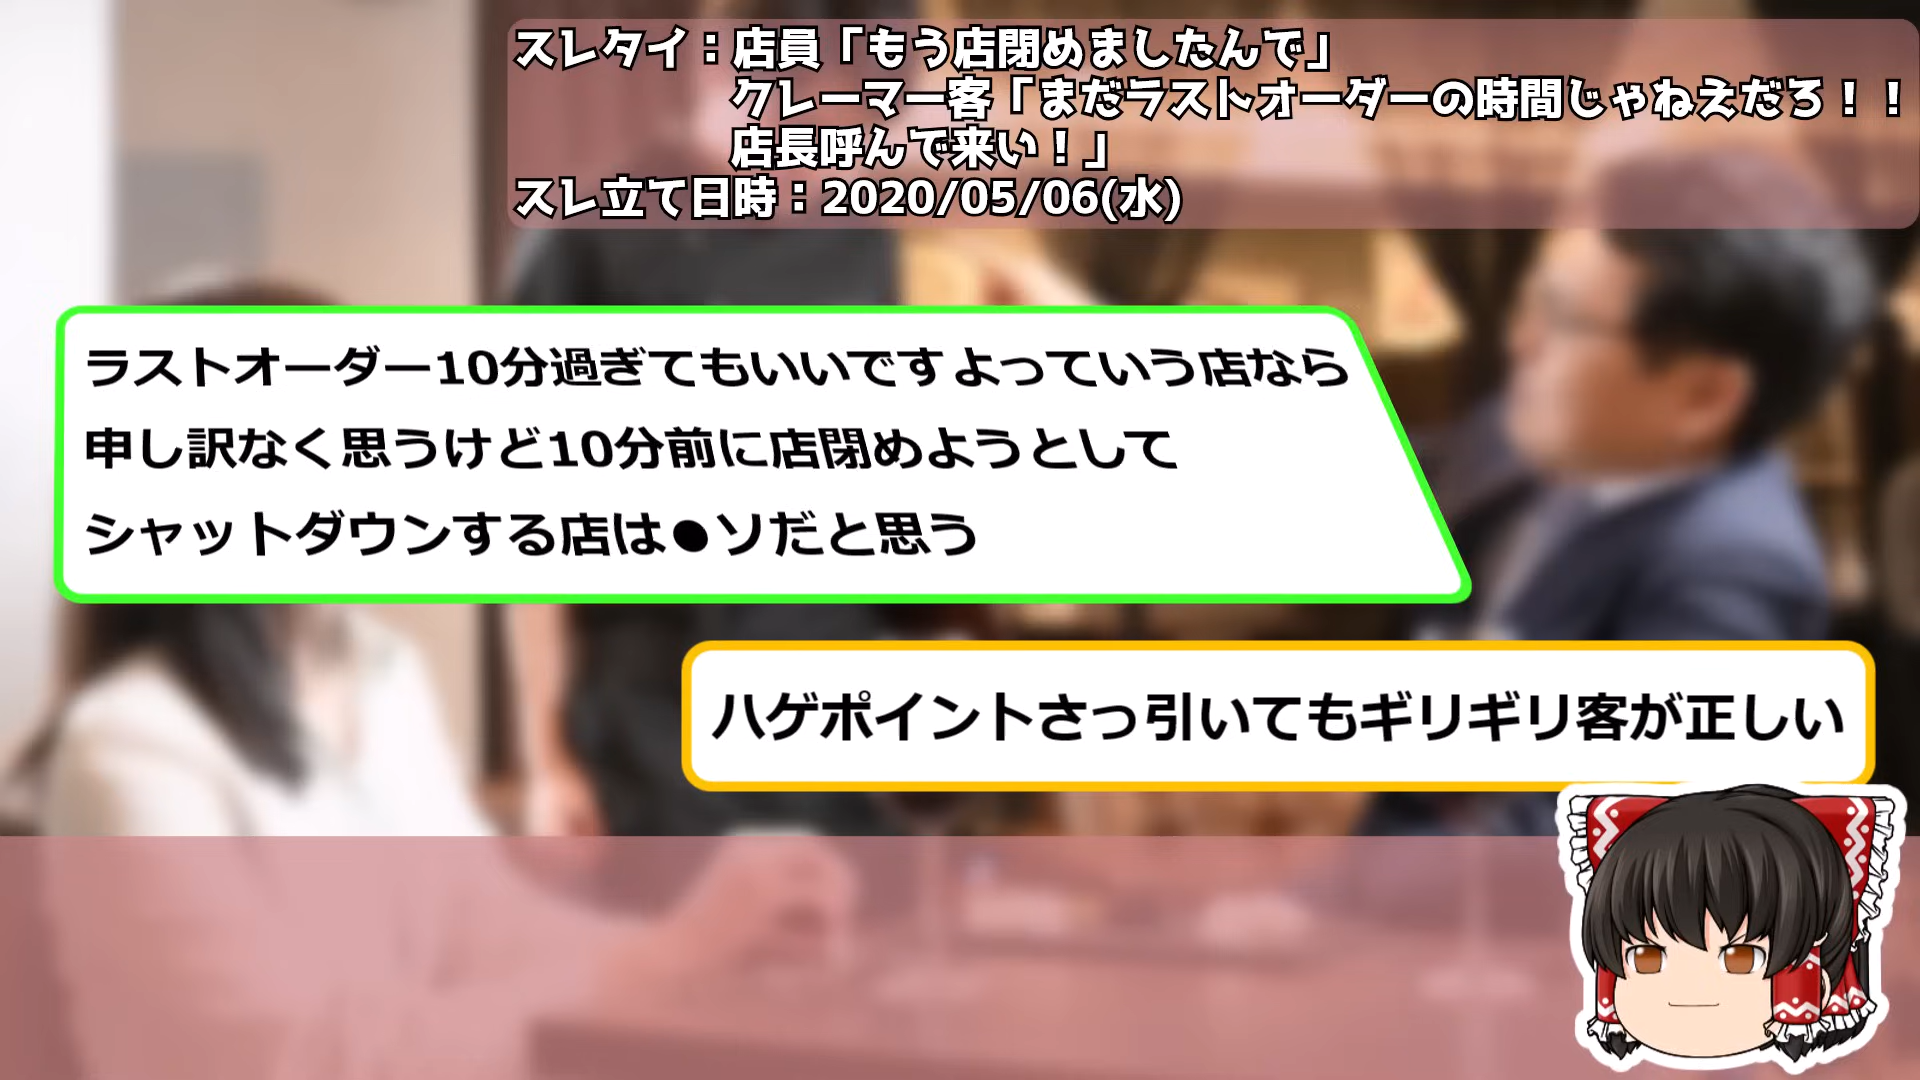 スレタイ：店員「もう店閉めましたんで」
クレーマー客「まだラストオーダーの時間じゃねえだろ！！
店長呼んで来い！」
スレ立て日時：2020/05/06(水)
ラストオーダー10分過ぎてもいいですよっていう店なら
申し訳なく思うけど10分前に店閉めようとして
シャットダウンする店は●ソだと思う
ハゲポイントさっ引いてもギリギリ客が正しい